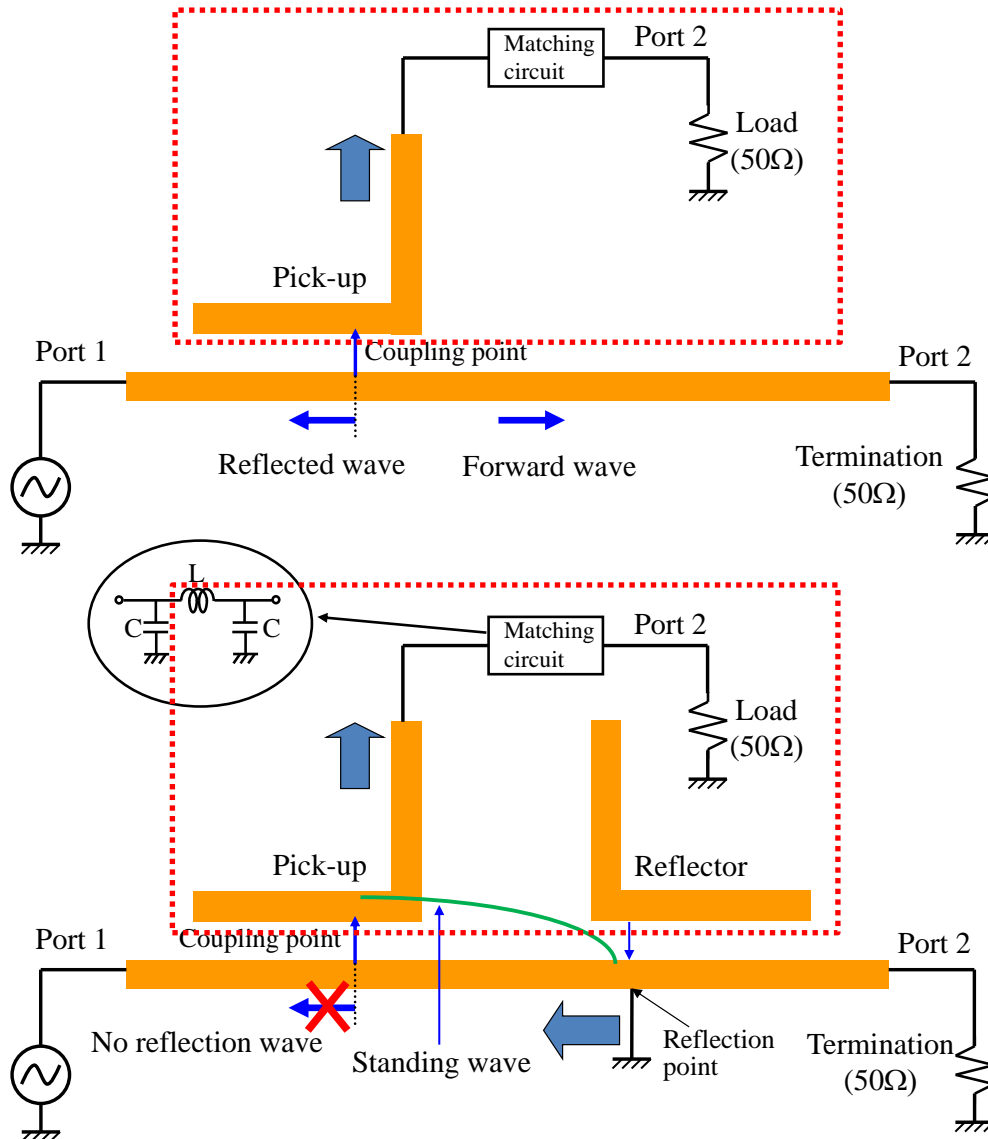 Matching
circuit
Port 2
Load
(50Ω)
Pick-up
Coupling point
Port 1
Port 2
Reflected wave
Forward wave
Termination
(50Ω)
L
C
C
Matching
circuit
Port 2
Load
(50Ω)
Pick-up
Reflector
Coupling point
Port 1
Port 2
No reflection wave
Standing wave
Reflection
point
Termination
(50Ω)